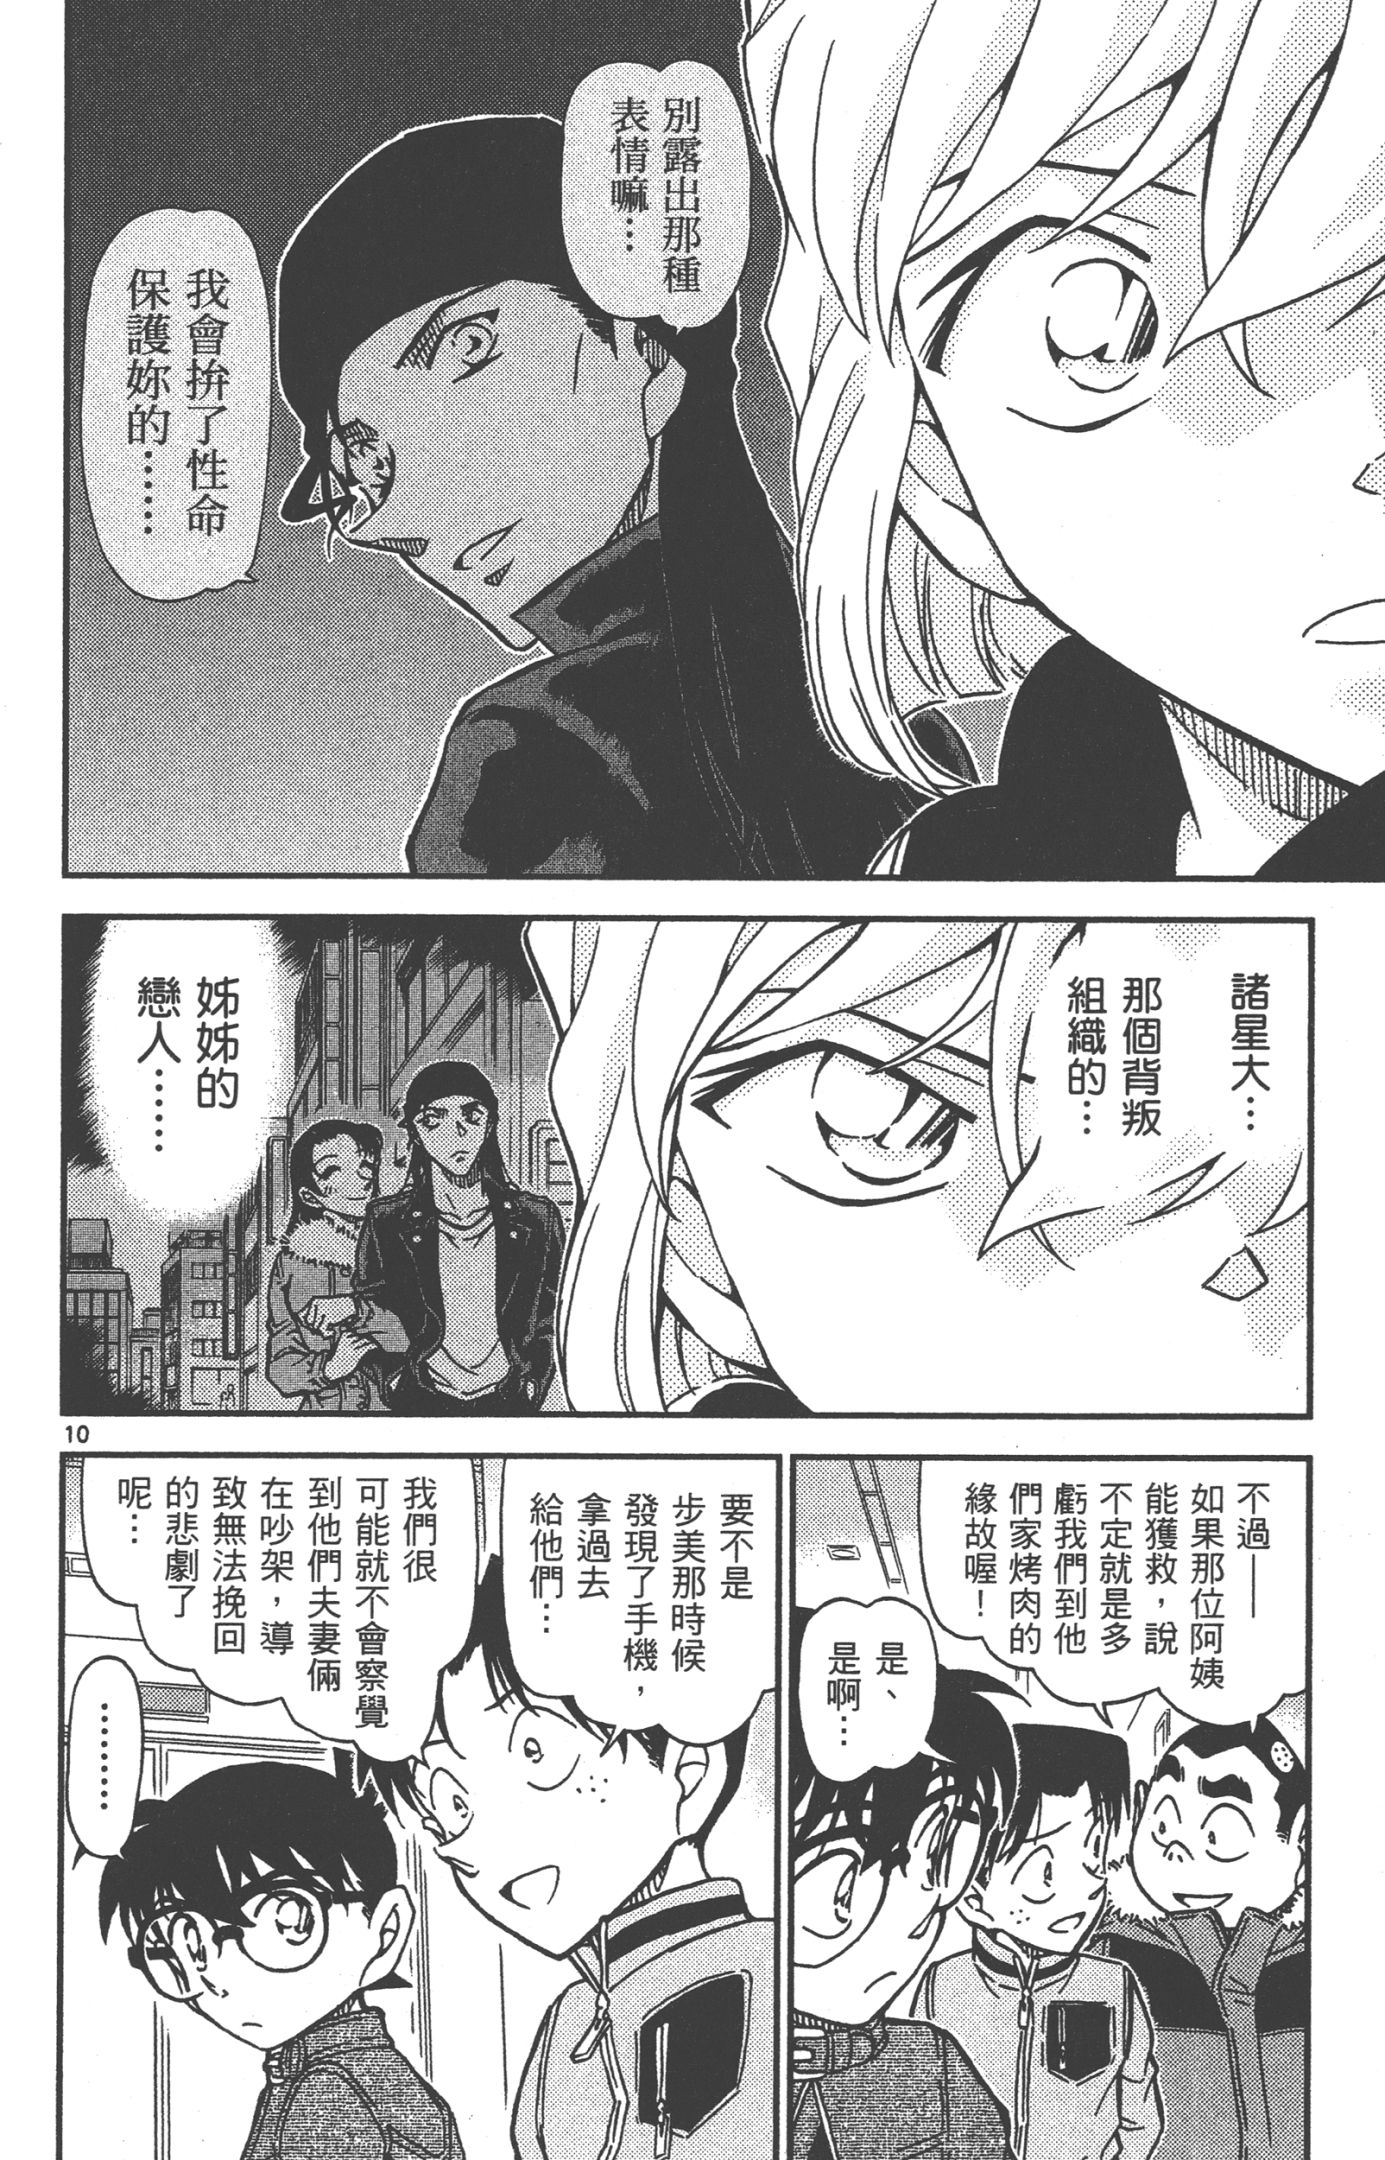 別露出那種
表情嘛…
我會拚了性命
保護妳的……
諸星大…
那個背叛
組織的…
姊姊的
戀人……
不過——
如果那位阿姨
能獲救，說
不定就是多
虧我們到他
們家烤肉的
緣故喔！
是、
是啊…
要不是
步美那時候
發現了手機，
拿過去
給他們…
我們很
可能就不會察覺
到他們夫妻倆
在吵架，導
致無法挽回
的悲劇了
呢…
………
10